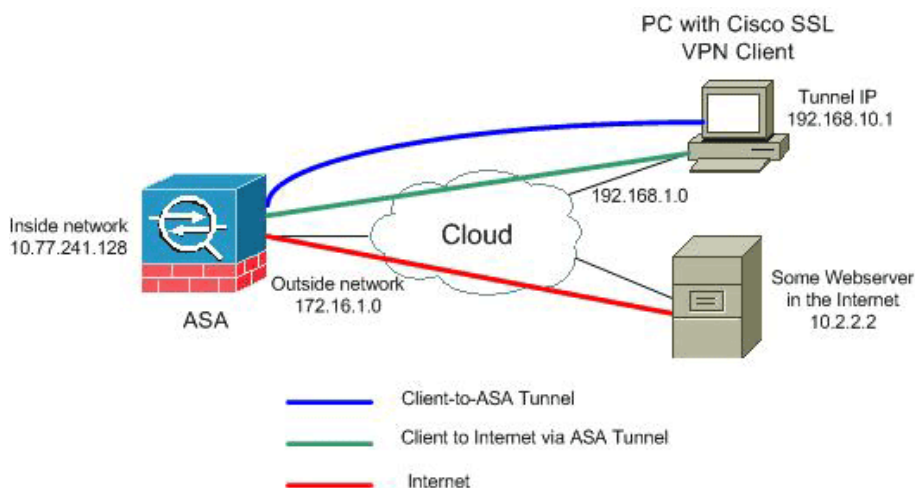 PC with Cisco SSL
VPN Client
Tunnel IP
192.168.10.1
192.168.1.0
Inside network
10.77.241.128
Cloud
Outside network
172.16.1.0
ASA
Some Webserver
in the Internet
10.2.2.2
Client-to-ASA Tunnel
Client to Internet via ASA Tunnel
Internet